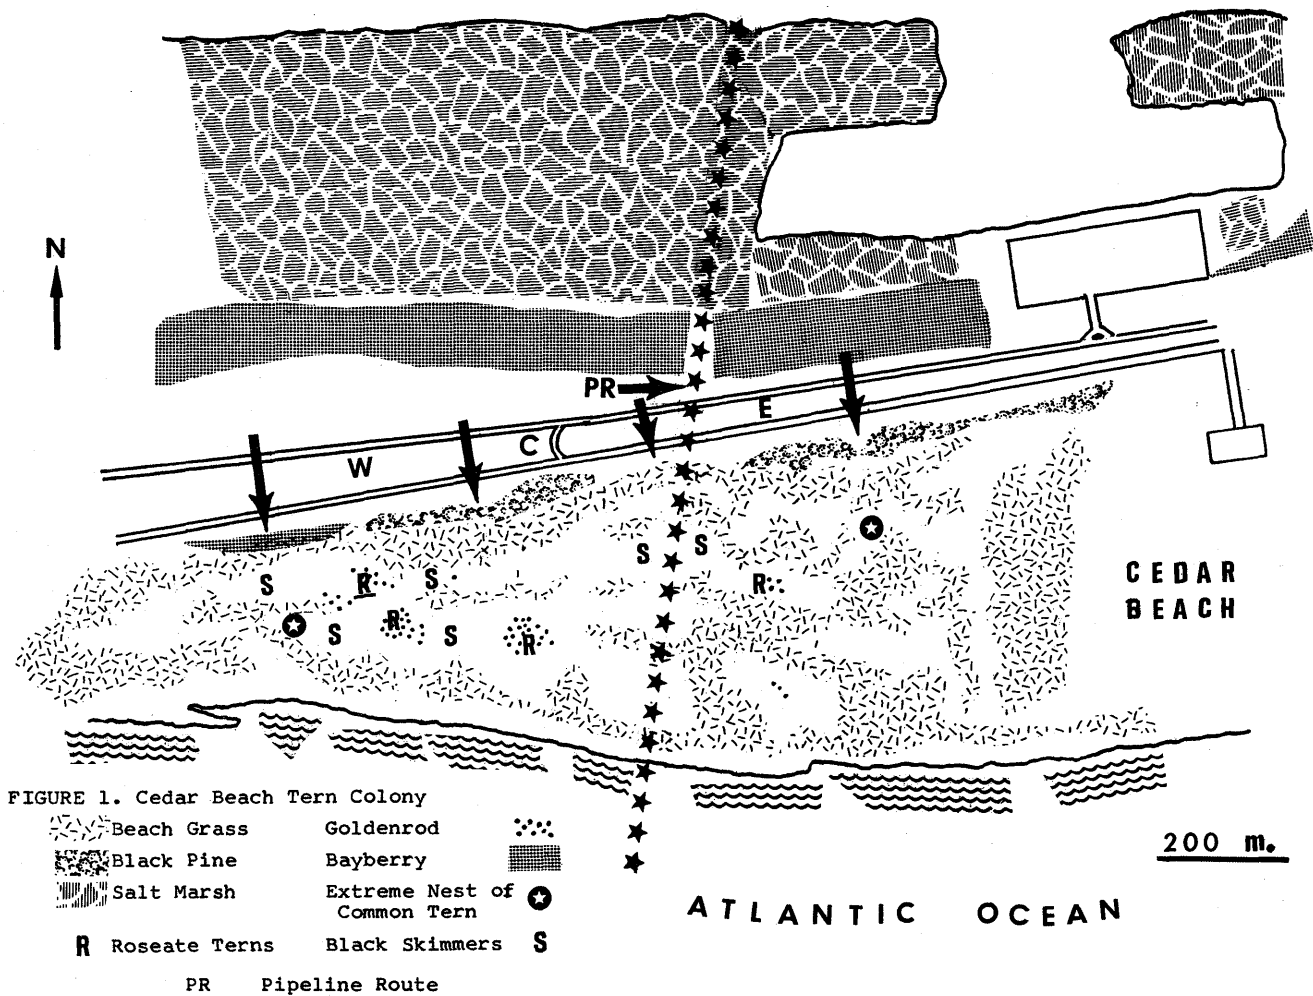 N
PR
E
C
W
S
S
S
R
S
R
R
S
R
S
CEDAR
BEACH
FIGURE 1. Cedar Beach Tern Colony
Beach Grass Goldenrod
Black Pine Bayberry
Salt Marsh Extreme Nest of
Common Tern
R Roseate Terns Black Skimmers S
PR Pipeline Route
200 m.
ATLANTIC OCEAN